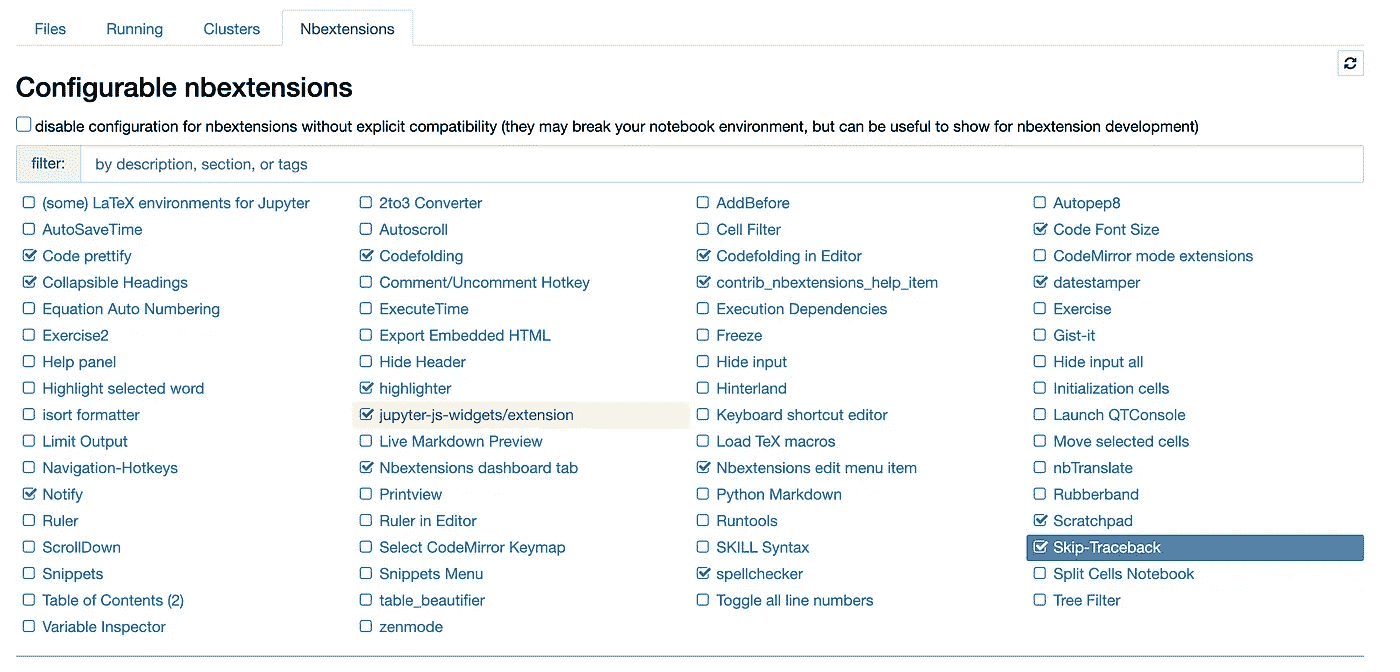 Files Running Clusters Nbextensions
Configurable nbextensions
disable configuration for nbextensions without explicit compatibility (they may break your notebook environment, but can be useful to show for nbextension development)
filter: by description, section, or tags
(some) LaTeX environments for Jupyter 2to3 Converter AddBefore Autopep8
AutoSaveTime Autoscroll Cell Filter Code Font Size
Code prettify Codefolding Codefolding in Editor CodeMirror mode extensions
Collapsible Headings Comment/Uncomment Hotkey contrib_nbextensions_help_item datestamper
Equation Auto Numbering ExecuteTime Execution Dependencies Exercise
Exercise2 Export Embedded HTML Freeze Gist-it
Help panel Hide Header Hide input Hide input all
Highlight selected word highlighter Hinterland Initialization cells
isort formatter jupyter-js-widgets/extension Keyboard shortcut editor Launch QTConsole
Limit Output Live Markdown Preview Load TeX macros Move selected cells
Navigation-Hotkeys Nbextensions dashboard tab Nbextensions edit menu item nbTranslate
Notify Printview Python Markdown Rubberband
Ruler Ruler in Editor Runtools Scratchpad
ScrollDown Select CodeMirror Keymap SKILL Syntax Skip-Traceback
Snippets Snippets Menu spellchecker Split Cells Notebook
Table of Contents (2) table_beautifier Toggle all line numbers Tree Filter
Variable Inspector zenmode